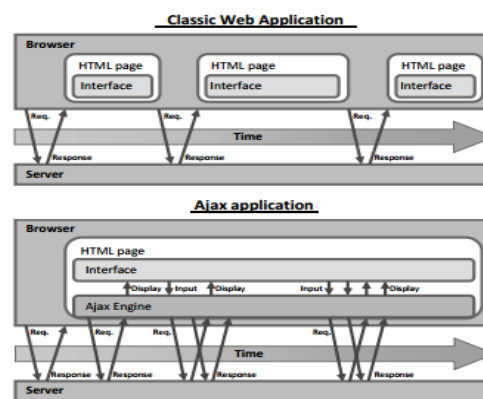 Classic Web Application
Browser
HTML page HTML page HTML page
Interface Interface Interface
Req. Req. Req.
Time
Response Response Response
Server
Ajax application
Browser
HTML page
Interface
Display Input Display Input Display
Ajax Engine
Req. Req. Req. Req.
Time
Response Response Response Response
Server